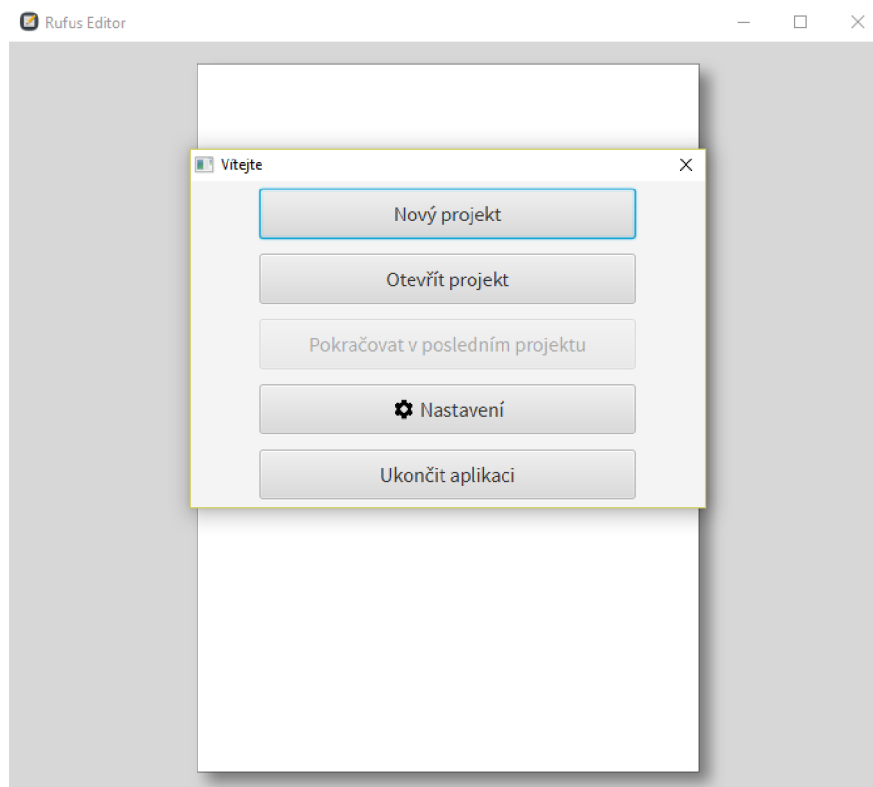 Rufus Editor
Vítejte
Nový projekt
Otevřít projekt
Pokračovat v posledním projektu
Nastavení
Ukončit aplikaci